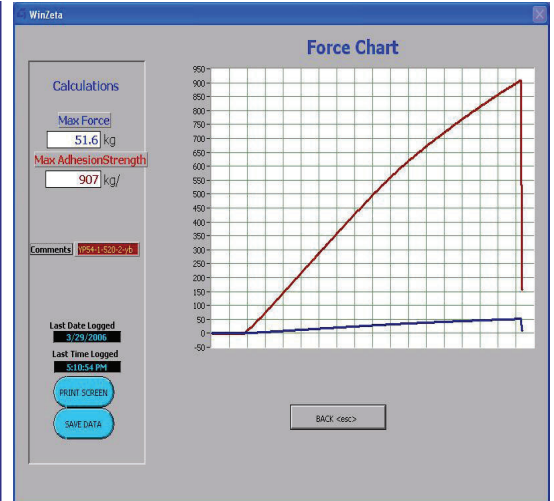 WinZeta
Force Chart
Calculations
Max Force
51.6 kg
Max AdhesionStrength
907 kg/
Comments YP54-1-520-2-yb
Last Date Logged
3/29/2006
Last Time Logged
5:10:54 PM
PRINT SCREEN
SAVE DATA
950
900
850
800
750
700
650
600
550
500
450
400
350
300
250
200
150
100
50
0
-50
BACK <esc>